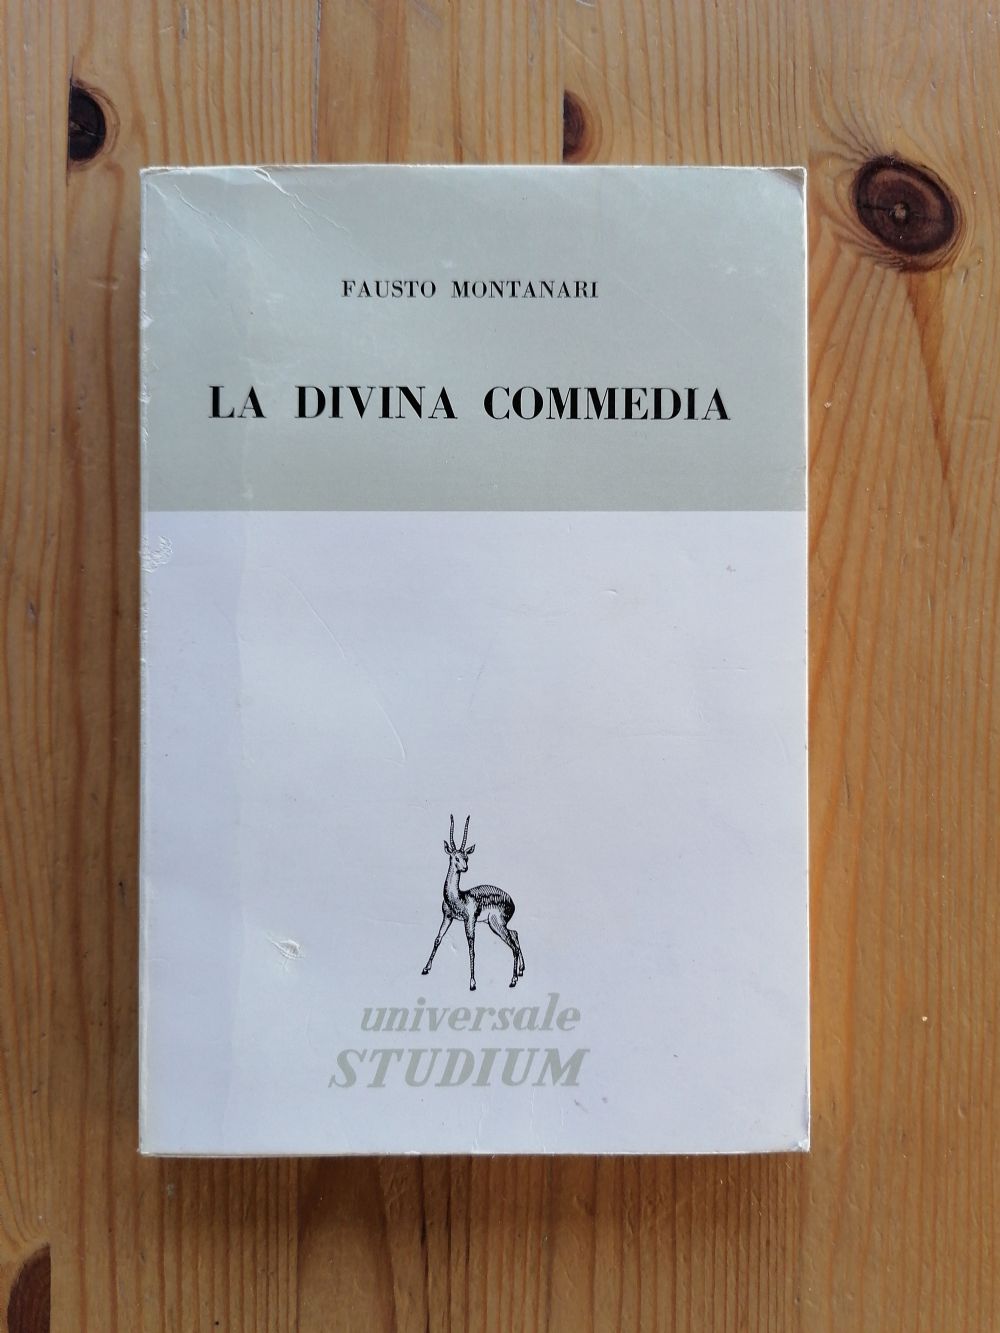 FAUSTO MONTANARI
LA DIVINA COMMEDIA
universale
STUDIUM